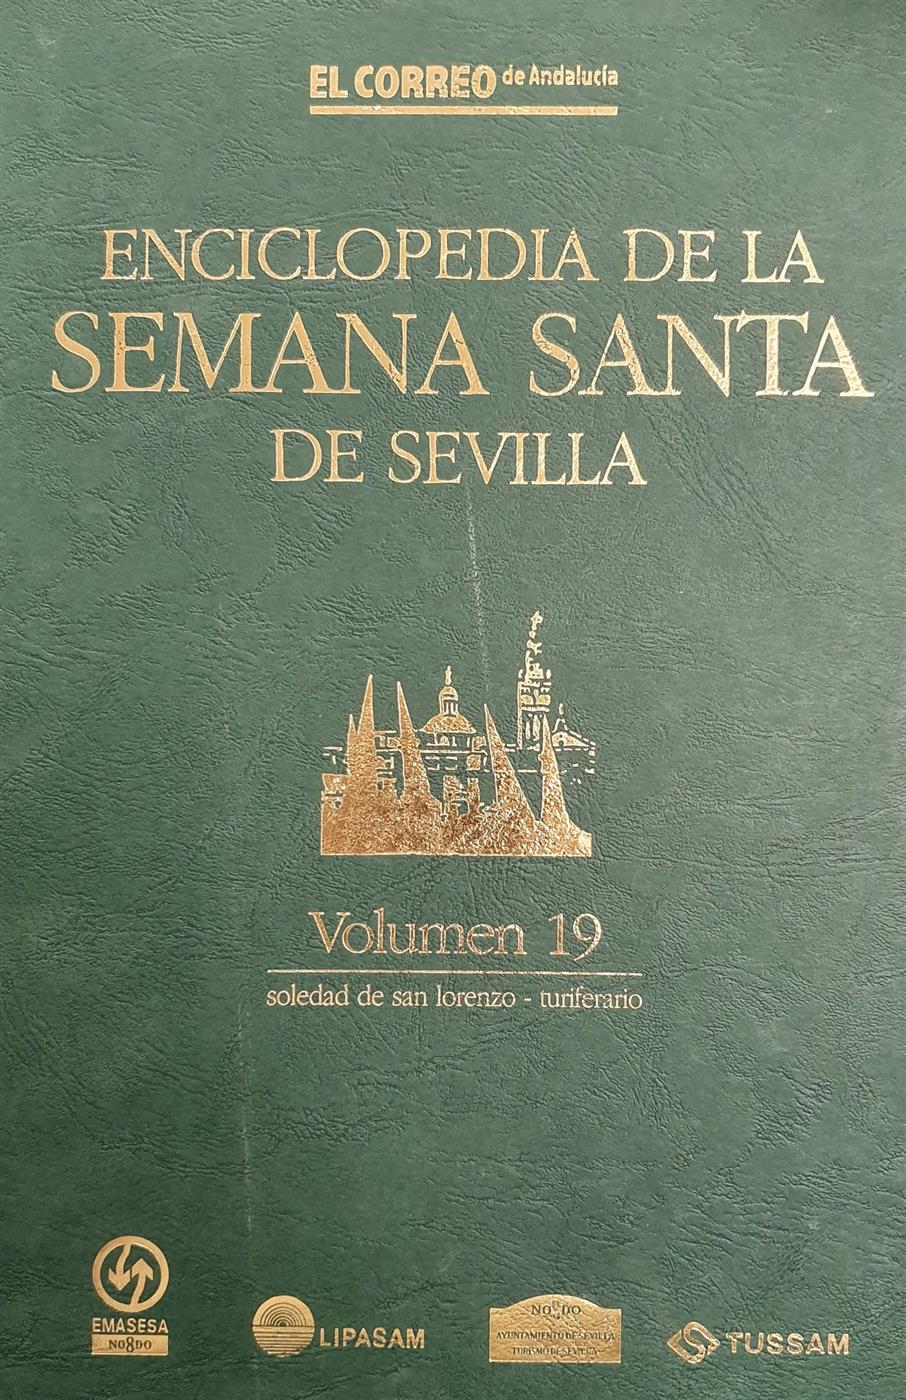 EL CORREO de Andalucía
ENCICLOPEDIA DE LA
SEMANA SANTA
DE SEVILLA
Volumen 19
soledad de san lorenzo - turiferario
EMASESA
NO8DO
LIPASAM
NO8DO
AYUNTAMIENTO DE SEVILLA
TURISMO DE SEVILLA
TUSSAM